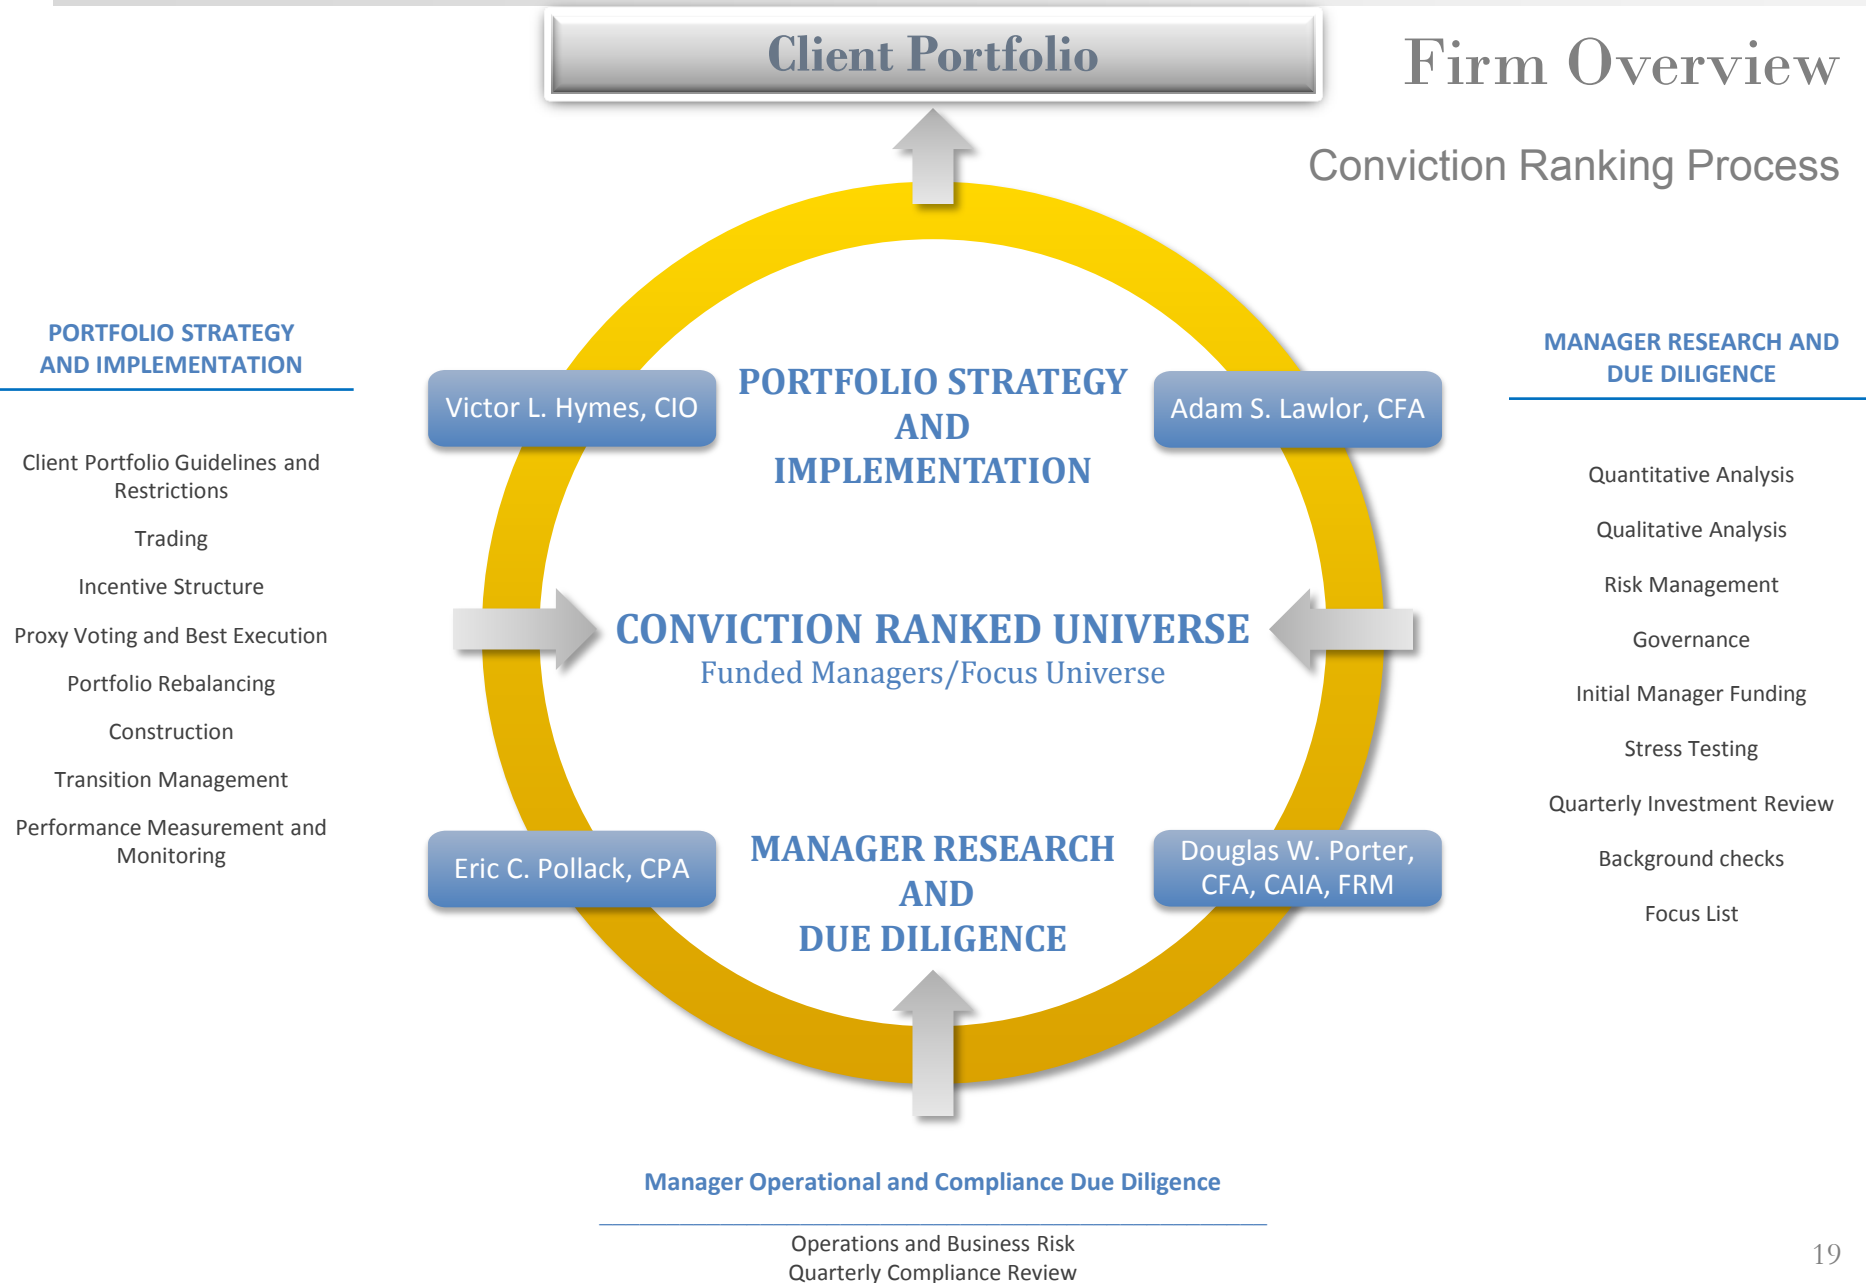 Client Portfolio
Firm Overview
Conviction Ranking Process
PORTFOLIO STRATEGY
AND IMPLEMENTATION
Client Portfolio Guidelines and
Restrictions
Trading
Incentive Structure
Proxy Voting and Best Execution
Portfolio Rebalancing
Construction
Transition Management
Performance Measurement and
Monitoring
Victor L. Hymes, CIO
PORTFOLIO STRATEGY
AND
IMPLEMENTATION
Adam S. Lawlor, CFA
CONVICTION RANKED UNIVERSE
Funded Managers/Focus Universe
Eric C. Pollack, CPA
MANAGER RESEARCH
AND
DUE DILIGENCE
Douglas W. Porter,
CFA, CAIA, FRM
MANAGER RESEARCH AND
DUE DILIGENCE
Quantitative Analysis
Qualitative Analysis
Risk Management
Governance
Initial Manager Funding
Stress Testing
Quarterly Investment Review
Background checks
Focus List
Manager Operational and Compliance Due Diligence
Operations and Business Risk
Quarterly Compliance Review
19